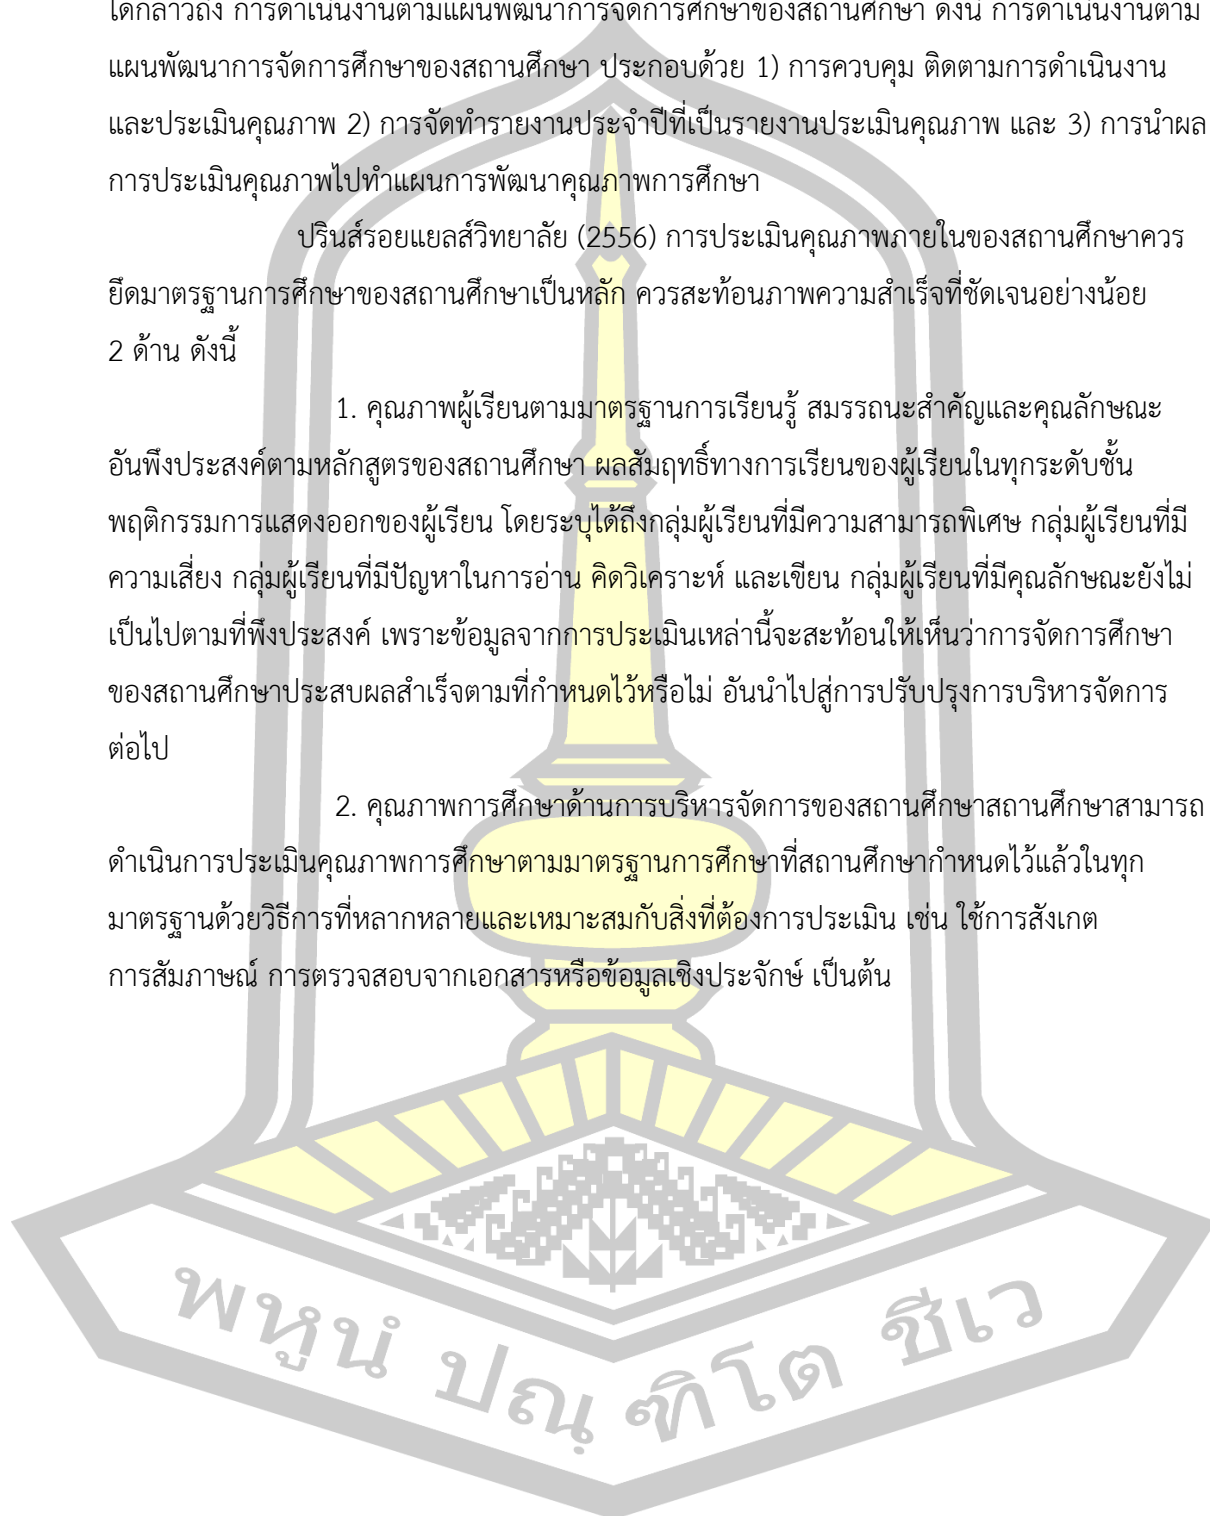 ได้กล่าวถึง การดำเนินงานตามแผนพัฒนาการจัดการศึกษาของสถานศึกษา ดังนี้ การดำเนินงานตาม
แผนพัฒนาการจัดการศึกษาของสถานศึกษา ประกอบด้วย 1) การควบคุม ติดตามการดำเนินงาน
และประเมินคุณภาพ 2) การจัดทำรายงานประจำปีที่เป็นรายงานประเมินคุณภาพ และ 3) การนำผล
การประเมินคุณภาพไปทำแผนการพัฒนาคุณภาพการศึกษา
ปรินส์รอยแยลส์วิทยาลัย (2556) การประเมินคุณภาพภายในของสถานศึกษาควร
ยึดมาตรฐานการศึกษาของสถานศึกษาเป็นหลัก ควรสะท้อนภาพความสำเร็จที่ชัดเจนอย่างน้อย
2 ด้าน ดังนี้
1. คุณภาพผู้เรียนตามมาตรฐานการเรียนรู้ สมรรถนะสำคัญและคุณลักษณะ
อันพึงประสงค์ตามหลักสูตรของสถานศึกษา ผลสัมฤทธิ์ทางการเรียนของผู้เรียนในทุกระดับชั้น
พฤติกรรมการแสดงออกของผู้เรียน โดยระบุได้ถึงกลุ่มผู้เรียนที่มีความสามารถพิเศษ กลุ่มผู้เรียนที่มี
ความเสี่ยง กลุ่มผู้เรียนที่มีปัญหาในการอ่าน คิดวิเคราะห์ และเขียน กลุ่มผู้เรียนที่มีคุณลักษณะยังไม่
เป็นไปตามที่พึงประสงค์ เพราะข้อมูลจากการประเมินเหล่านี้จะสะท้อนให้เห็นว่าการจัดการศึกษา
ของสถานศึกษาประสบผลสำเร็จตามที่กำหนดไว้หรือไม่ อันนำไปสู่การปรับปรุงการบริหารจัดการ
ต่อไป
2. คุณภาพการศึกษาด้านการบริหารจัดการของสถานศึกษาสถานศึกษาสามารถ
ดำเนินการประเมินคุณภาพการศึกษาตามมาตรฐานการศึกษาที่สถานศึกษากำหนดไว้แล้วในทุก
มาตรฐานด้วยวิธีการที่หลากหลายและเหมาะสมกับสิ่งที่ต้องการประเมิน เช่น ใช้การสังเกต
การสัมภาษณ์ การตรวจสอบจากเอกสารหรือข้อมูลเชิงประจักษ์ เป็นต้น
พหูนํ ปณฺฑิโต ชีเว